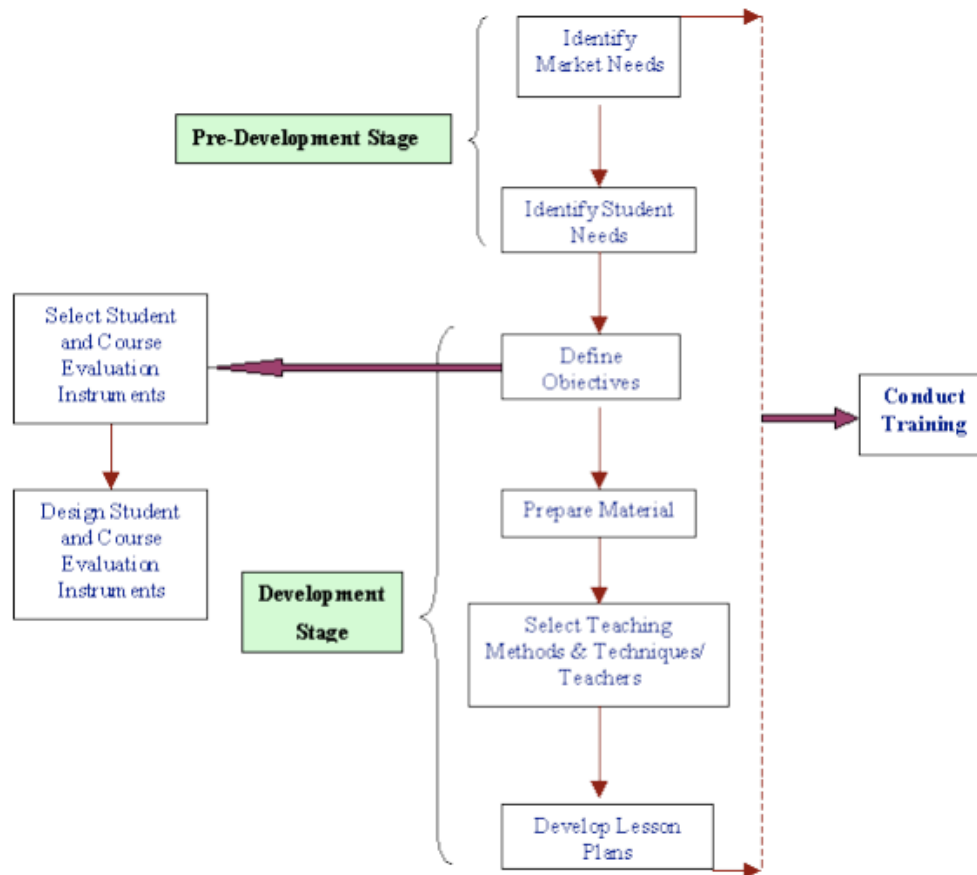 Identify
Market Needs
Pre-Development Stage
Identify Student
Needs
Select Student
and Course
Evaluation
Instruments
Define
Objectives
Conduct
Training
Design Student
and Course
Evaluation
Instruments
Prepare Material
Development
Stage
Select Teaching
Methods & Techniques/
Teachers
Develop Lesson
Plans